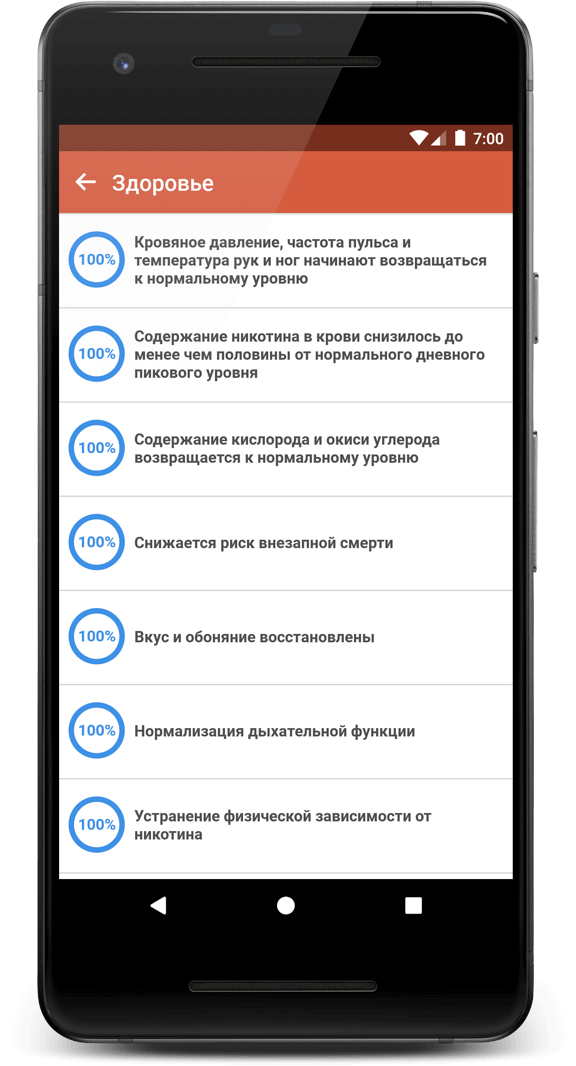 7:00
Здоровье
100%
Кровяное давление, частота пульса и
температура рук и ног начинают возвращаться
к нормальному уровню
100%
Содержание никотина в крови снизилось до
менее чем половины от нормального дневного
пикового уровня
100%
Содержание кислорода и окиси углерода
возвращается к нормальному уровню
100%
Снижается риск внезапной смерти
100%
Вкус и обоняние восстановлены
100%
Нормализация дыхательной функции
100%
Устранение физической зависимости от
никотина